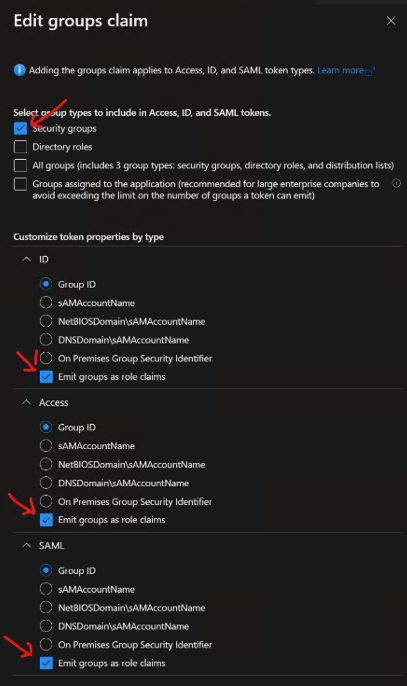 Edit groups claim
Adding the groups claim applies to Access, ID, and SAML token types. Learn more
Select group types to include in Access, ID, and SAML tokens.
Security groups
Directory roles
All groups (includes 3 group types: security groups, directory roles, and distribution lists)
Groups assigned to the application (recommended for large enterprise companies to
avoid exceeding the limit on the number of groups a token can emit)
Customize token properties by type
ID
Group ID
sAMAccountName
NetBIOSDomain\sAMAccountName
DNSDomain\sAMAccountName
On Premises Group Security Identifier
Emit groups as role claims
Access
Group ID
sAMAccountName
NetBIOSDomain\sAMAccountName
DNSDomain\sAMAccountName
On Premises Group Security Identifier
Emit groups as role claims
SAML
Group ID
sAMAccountName
NetBIOSDomain\sAMAccountName
DNSDomain\sAMAccountName
On Premises Group Security Identifier
Emit groups as role claims